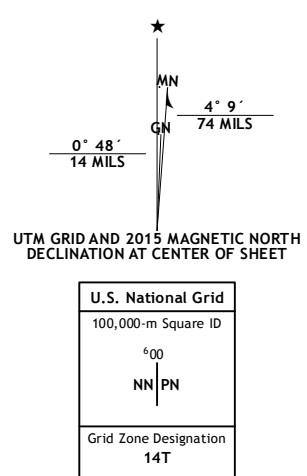 ★
MN
4° 9´
74 MILS
GN
0° 48´
14 MILS
UTM GRID AND 2015 MAGNETIC NORTH
DECLINATION AT CENTER OF SHEET
U.S. National Grid
100,000-m Square ID
⁶00
NN PN
Grid Zone Designation
14T